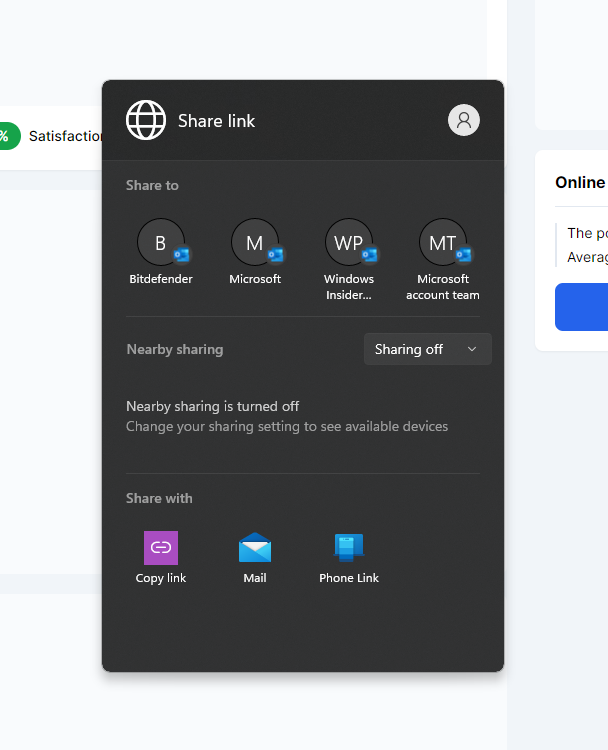 Share link
%
Satisfaction
Share to
B
M
WP
MT
Bitdefender
Microsoft
Windows
Insider...
Microsoft
account team
Nearby sharing
Sharing off
Nearby sharing is turned off
Change your sharing setting to see available devices
Share with
Copy link
Mail
Phone Link
Online
The po
Averag